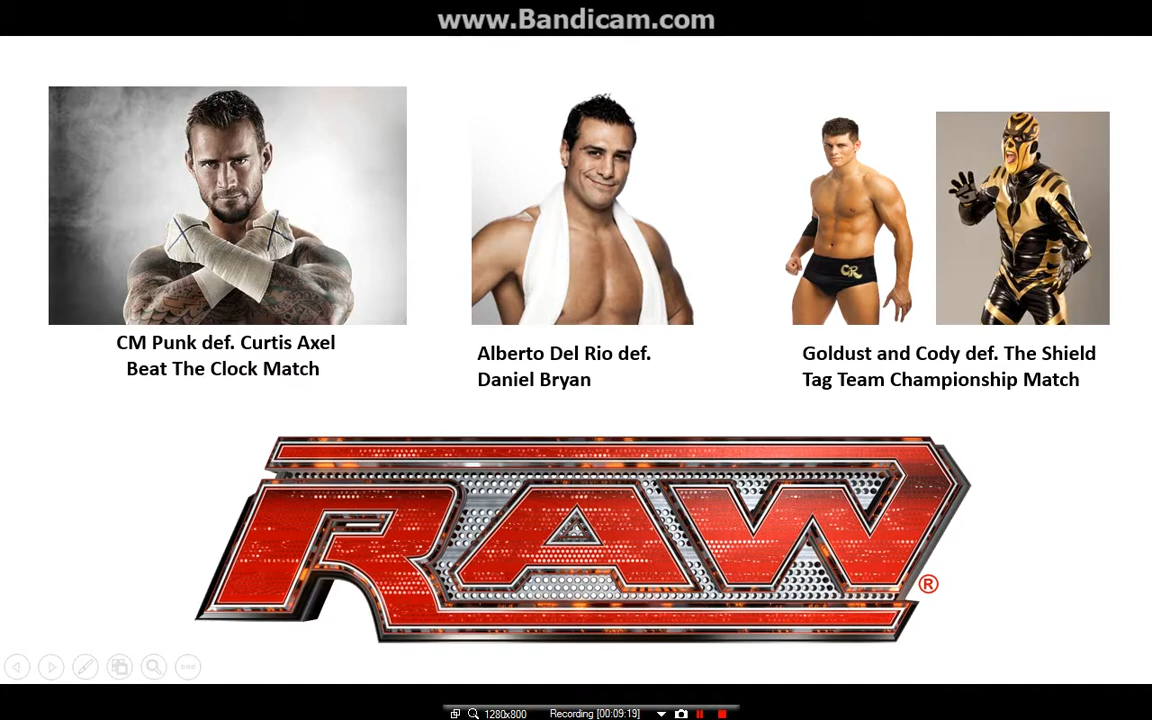 www.Bandicam.com
CM Punk def. Curtis Axel
Beat The Clock Match
Alberto Del Rio def.
Daniel Bryan
Goldust and Cody def. The Shield
Tag Team Championship Match
CR
RAW
®
1280x800
Recording [00:09:19]